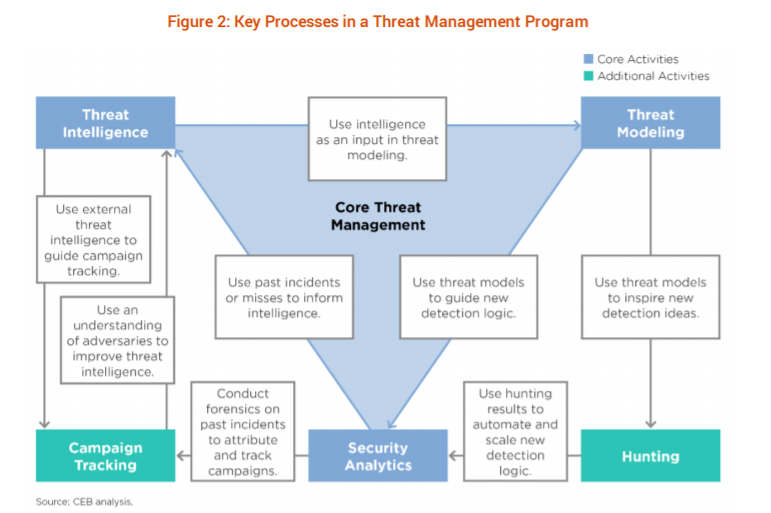 Figure 2: Key Processes in a Threat Management Program
Core Activities
Additional Activities
Threat
Intelligence
Use intelligence
as an input in threat
modeling.
Threat
Modeling
Core Threat
Management
Use external
threat
intelligence to
guide campaign
tracking.
Use an
understanding
of adversaries to
improve threat
intelligence.
Use past incidents
or misses to inform
intelligence.
Use threat models
to guide new
detection logic.
Use threat models
to inspire new
detection ideas.
Campaign
Tracking
Conduct
forensics on
past incidents
to attribute
and track
campaigns.
Security
Analytics
Use hunting
results to
automate and
scale new
detection
logic.
Hunting
Source: CEB analysis.